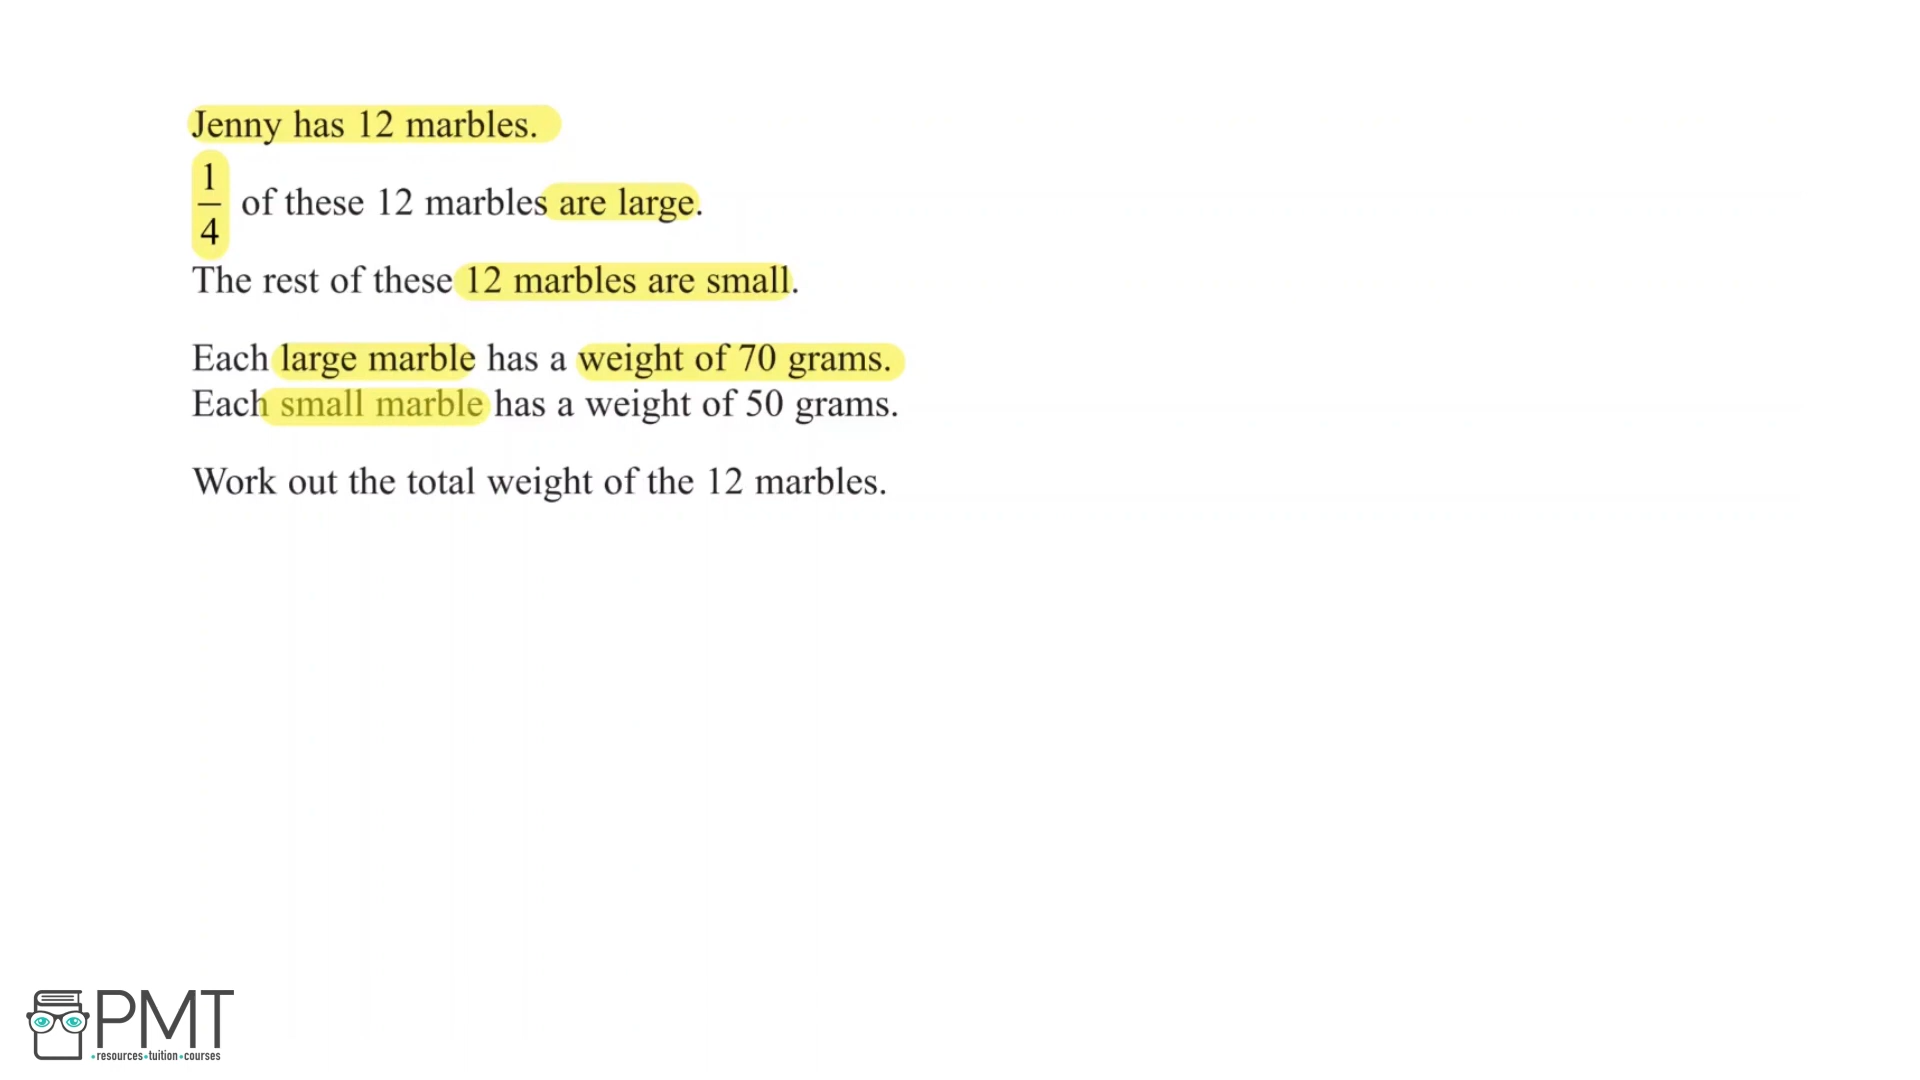 Jenny has 12 marbles.
1/4 of these 12 marbles are large.
The rest of these 12 marbles are small.
Each large marble has a weight of 70 grams.
Each small marble has a weight of 50 grams.
Work out the total weight of the 12 marbles.
PMT
•resources•tuition•courses